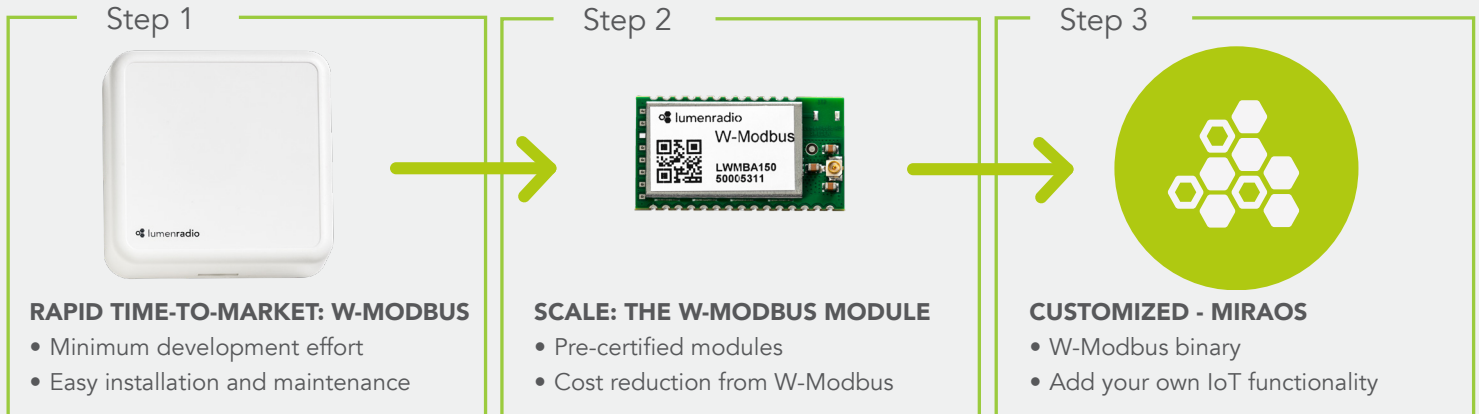 Step 1
lumenradio
RAPID TIME-TO-MARKET: W-MODBUS
• Minimum development effort
• Easy installation and maintenance
Step 2
lumenradio
W-Modbus
LWMBA150
50005311
SCALE: THE W-MODBUS MODULE
• Pre-certified modules
• Cost reduction from W-Modbus
Step 3
CUSTOMIZED - MIRAOS
• W-Modbus binary
• Add your own IoT functionality